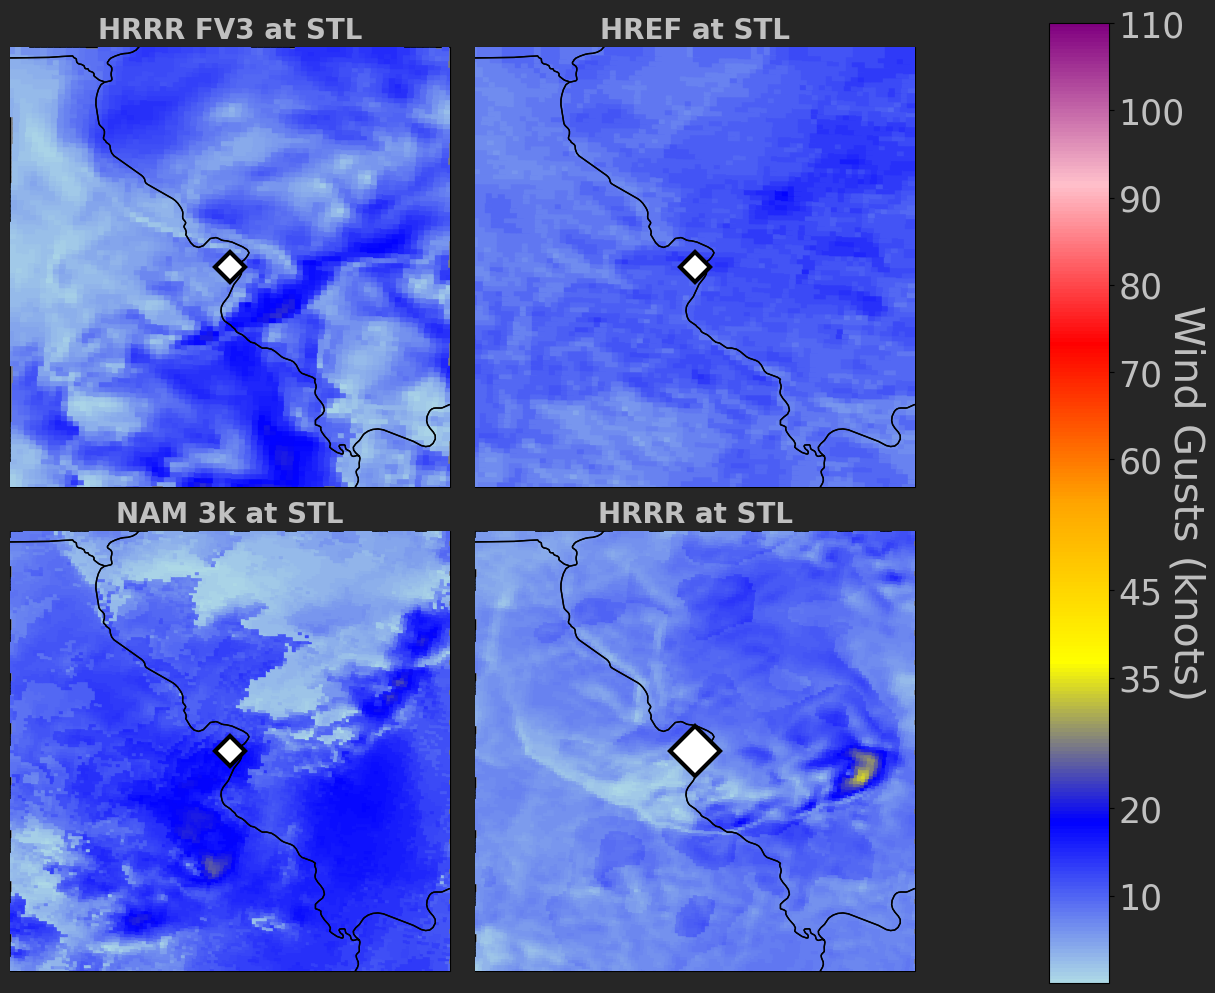 HRRR FV3 at STL
HREF at STL
NAM 3k at STL
HRRR at STL
110
100
90
80
70
60
45
35
20
10
Wind Gusts (knots)